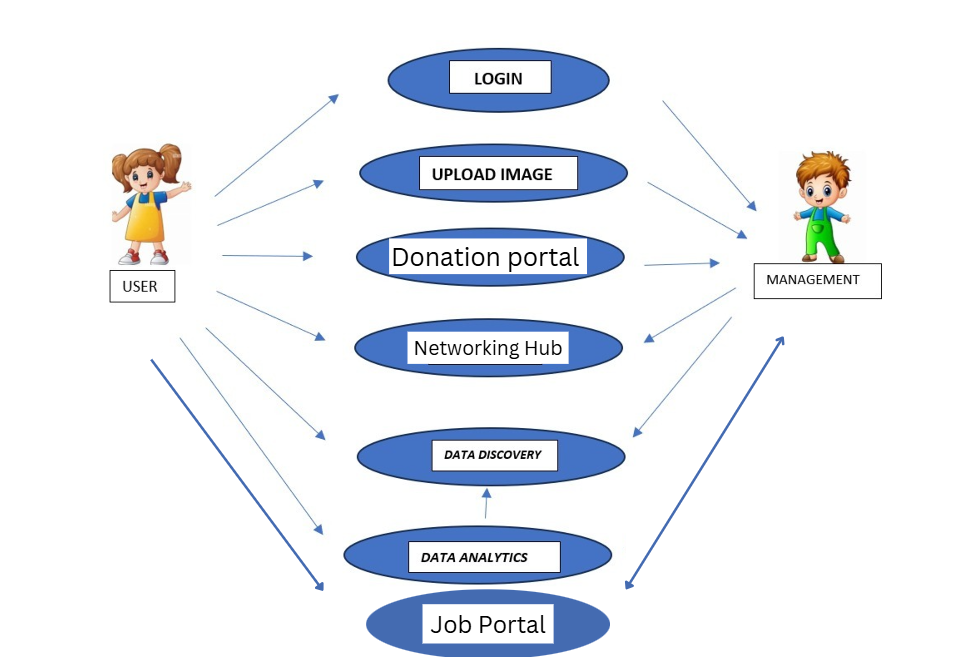 LOGIN
UPLOAD IMAGE
Donation portal
USER
MANAGEMENT
Networking Hub
DATA DISCOVERY
DATA ANALYTICS
Job Portal